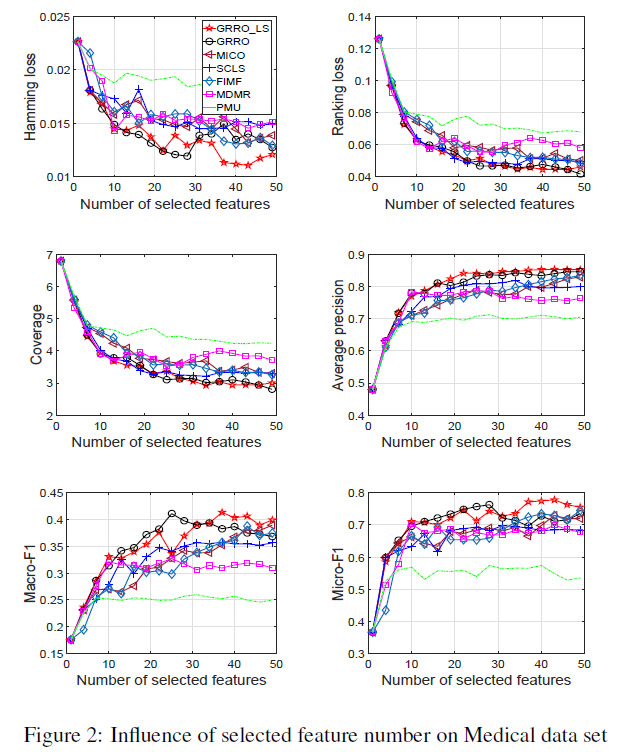 0.025
0.02
0.015
0.01
0 10 20 30 40 50
Hamming loss
Number of selected features
GRRO_LS
GRRO
MICO
SCLS
FIMF
MDMR
PMU
0.14
0.12
0.1
0.08
0.06
0.04
0 10 20 30 40 50
Ranking loss
Number of selected features
7
6
5
4
3
2
0 10 20 30 40 50
Coverage
Number of selected features
0.9
0.8
0.7
0.6
0.5
0.4
0 10 20 30 40 50
Average precision
Number of selected features
0.45
0.4
0.35
0.3
0.25
0.2
0.15
0 10 20 30 40 50
Macro-F1
Number of selected features
0.8
0.7
0.6
0.5
0.4
0.3
0 10 20 30 40 50
Micro-F1
Number of selected features
Figure 2: Influence of selected feature number on Medical data set